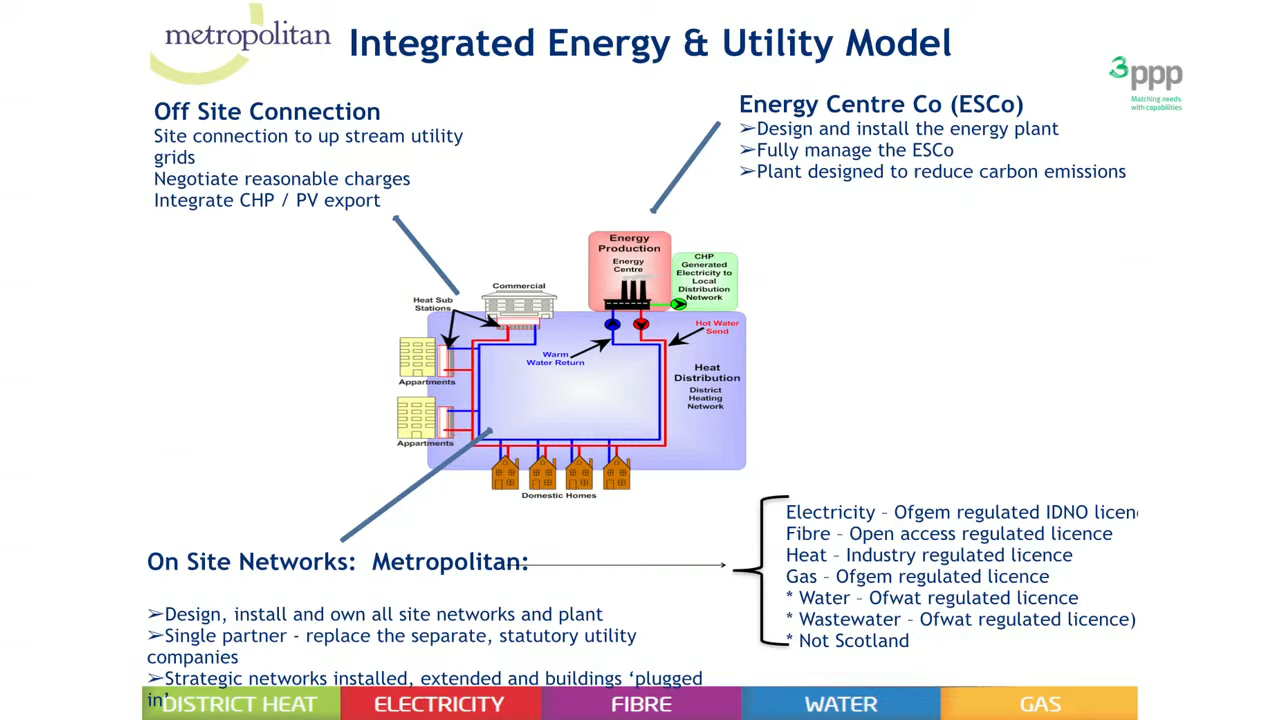 metropolitan
Integrated Energy & Utility Model
3ppp
Matching needs
with capabilities
Off Site Connection
Site connection to up stream utility
grids
Negotiate reasonable charges
Integrate CHP / PV export
Energy Centre Co (ESCo)
➢Design and install the energy plant
➢Fully manage the ESCo
➢Plant designed to reduce carbon emissions
Energy
Production
Energy
Centre
CHP
Generated
Electricity to
Local
Distribution
Network
Commercial
Heat Sub
Stations
Hot Water
Send
Warm
Water Return
Heat
Distribution
District
Heating
Network
Appartments
Appartments
Domestic Homes
On Site Networks: Metropolitan:
➢Design, install and own all site networks and plant
➢Single partner - replace the separate, statutory utility
companies
➢Strategic networks installed, extended and buildings ‘plugged
in’
Electricity – Ofgem regulated IDNO licen
Fibre – Open access regulated licence
Heat – Industry regulated licence
Gas – Ofgem regulated licence
* Water – Ofwat regulated licence
* Wastewater – Ofwat regulated licence)
* Not Scotland
DISTRICT HEAT
ELECTRICITY
FIBRE
WATER
GAS